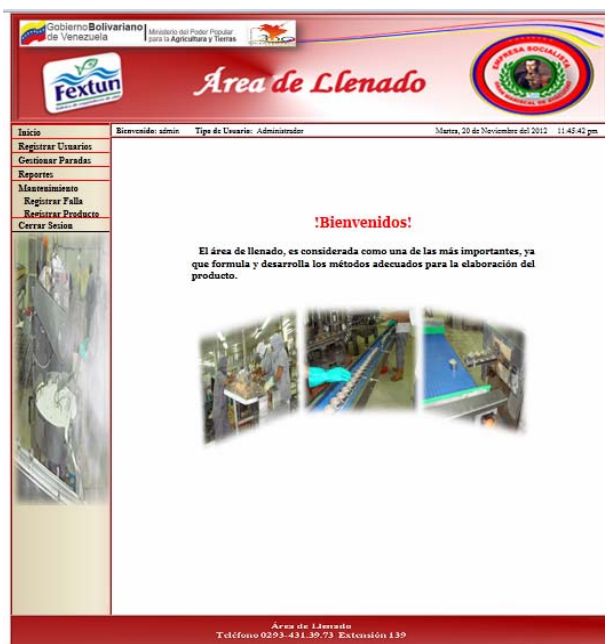 GobiernoBolivariano
de Venezuela
Ministerio del Poder Popular
para la Agricultura y Tierras
Fextun
Área de Llenado
EMPRESA SOCIALISTA
Inicio
Registrar Usuarios
Gestionar Paradas
Reportes
Mantenimiento
Registrar Falla
Registrar Producto
Cerrar Sesion
Bienvenido: admin Tipo de Usuario: Administrador Martes, 20 de Noviembre del 2012 11:45:42 pm
!Bienvenidos!
El área de llenado, es considerada como una de las más importantes, ya
que formula y desarrolla los métodos adecuados para la elaboración del
producto.
Área de Llenado
Teléfono 0293-431.39.73 Extensión 139